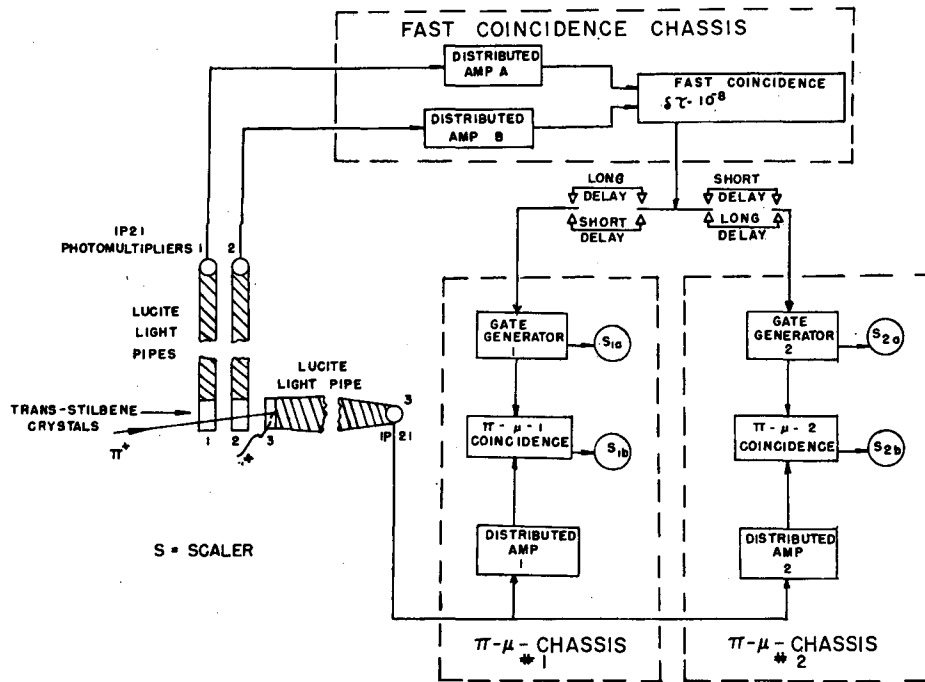 FAST COINCIDENCE CHASSIS
DISTRIBUTED
AMP A
FAST COINCIDENCE
δτ-10⁻⁸
DISTRIBUTED
AMP B
LONG
DELAY
SHORT
DELAY
SHORT
DELAY
LONG
DELAY
1P21
PHOTOMULTIPLIERS
1
2
LUCITE
LIGHT
PIPES
LUCITE
LIGHT PIPE
3
1P21
TRANS-STILBENE
CRYSTALS
π⁺
1
2
3
GATE
GENERATOR
1
S1a
π-μ-1
COINCIDENCE
S1b
DISTRIBUTED
AMP
1
π-μ-CHASSIS
# 1
GATE
GENERATOR
2
S2a
π-μ-2
COINCIDENCE
S2b
DISTRIBUTED
AMP
2
π-μ-CHASSIS
# 2
S = SCALER